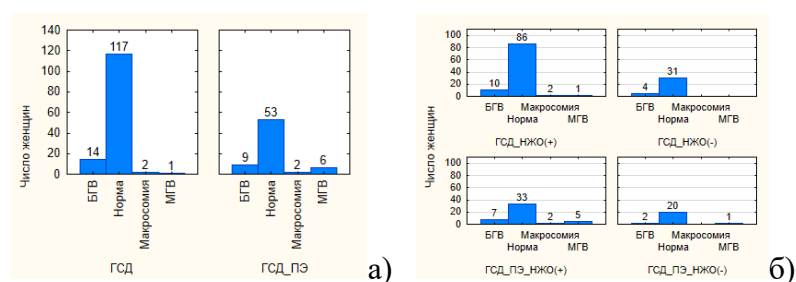 Число женщин
140
120
100
80
60
40
20
0
14
117
2
1
БГВ
Норма
Макросомия
МГВ
ГСД
9
53
2
6
БГВ
Норма
Макросомия
МГВ
ГСД_ПЭ
а)
Число женщин
100
80
60
40
20
0
10
86
2
1
БГВ Макросомия
Норма МГВ
ГСД_НЖО(+)
4
31
БГВ Макросомия
Норма МГВ
ГСД_НЖО(-)
100
80
60
40
20
0
7
33
2
5
БГВ Макросомия
Норма МГВ
ГСД_ПЭ_НЖО(+)
2
20
1
БГВ Макросомия
Норма МГВ
ГСД_ПЭ_НЖО(-)
б)